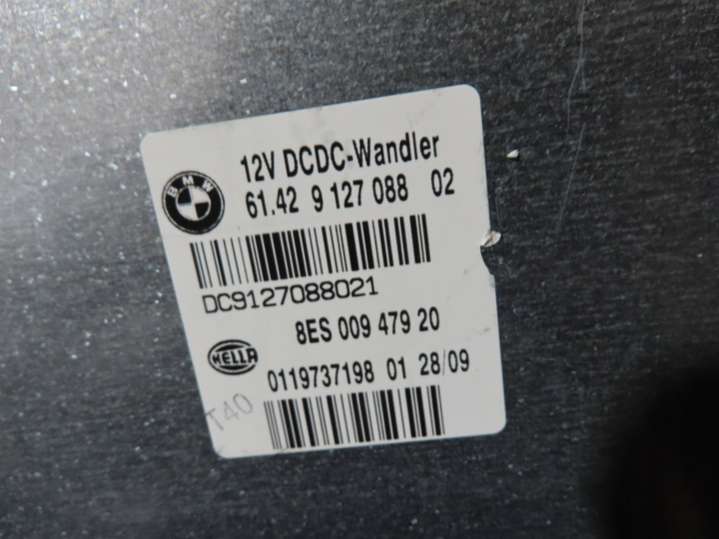 12V DCDC-Wandler
BMW
61.42 9 127 088 02
DC9127088021
8ES 009 479 20
HELLA
0119737198 01 28/09
T40